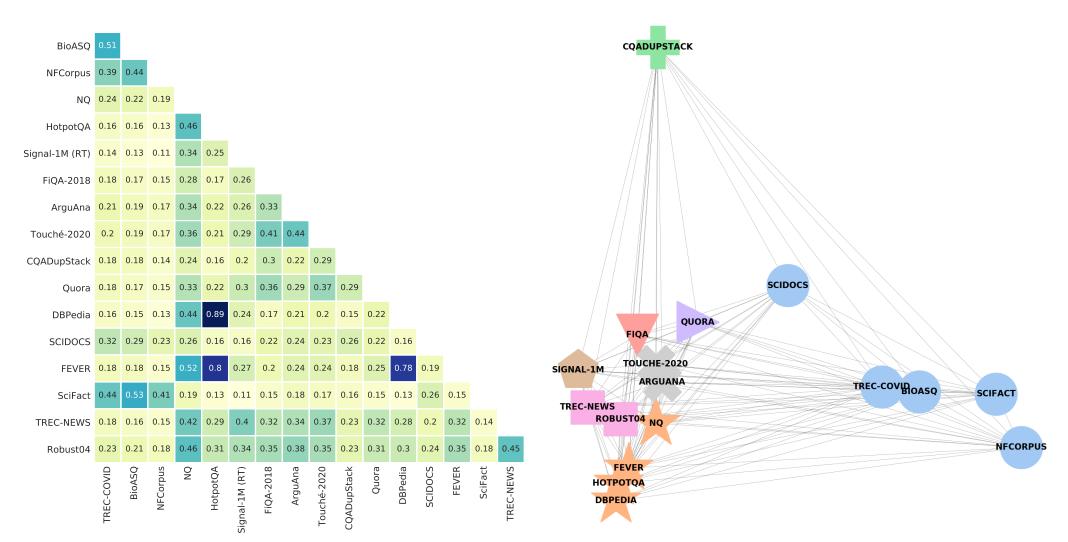 BioASQ 0.51
NFCorpus 0.39 0.44
NQ 0.24 0.22 0.19
HotpotQA 0.16 0.16 0.13 0.46
Signal-1M (RT) 0.14 0.13 0.11 0.34 0.25
FiQA-2018 0.18 0.17 0.15 0.28 0.17 0.26
ArguAna 0.21 0.19 0.17 0.34 0.22 0.26 0.33
Touché-2020 0.2 0.19 0.17 0.36 0.21 0.29 0.41 0.44
CQADupStack 0.18 0.18 0.14 0.24 0.16 0.2 0.3 0.22 0.29
Quora 0.18 0.17 0.15 0.33 0.22 0.3 0.36 0.29 0.37 0.29
DBPedia 0.16 0.15 0.13 0.44 0.89 0.24 0.17 0.21 0.2 0.15 0.22
SCIDOCS 0.32 0.29 0.23 0.26 0.16 0.16 0.22 0.24 0.23 0.26 0.22 0.16
FEVER 0.18 0.18 0.15 0.52 0.8 0.27 0.2 0.24 0.24 0.18 0.25 0.78 0.19
SciFact 0.44 0.53 0.41 0.19 0.13 0.11 0.15 0.18 0.17 0.16 0.15 0.13 0.26 0.15
TREC-NEWS 0.18 0.16 0.15 0.42 0.29 0.4 0.32 0.34 0.37 0.23 0.32 0.28 0.2 0.32 0.14
Robust04 0.23 0.21 0.18 0.46 0.31 0.34 0.35 0.38 0.35 0.23 0.31 0.3 0.24 0.35 0.18 0.45
TREC-COVID
BioASQ
NFCorpus
NQ
HotpotQA
Signal-1M (RT)
FiQA-2018
ArguAna
Touché-2020
CQADupStack
Quora
DBPedia
SCIDOCS
FEVER
SciFact
TREC-NEWS
CQADUPSTACK
SCIDOCS
QUORA
FIQA
TOUCHE-2020
SIGNAL-1M
ARGUANA
TREC-COVID
BIOASQ
SCIFACT
TREC-NEWS
ROBUST04
NQ
NFCORPUS
FEVER
HOTPOTQA
DBPEDIA